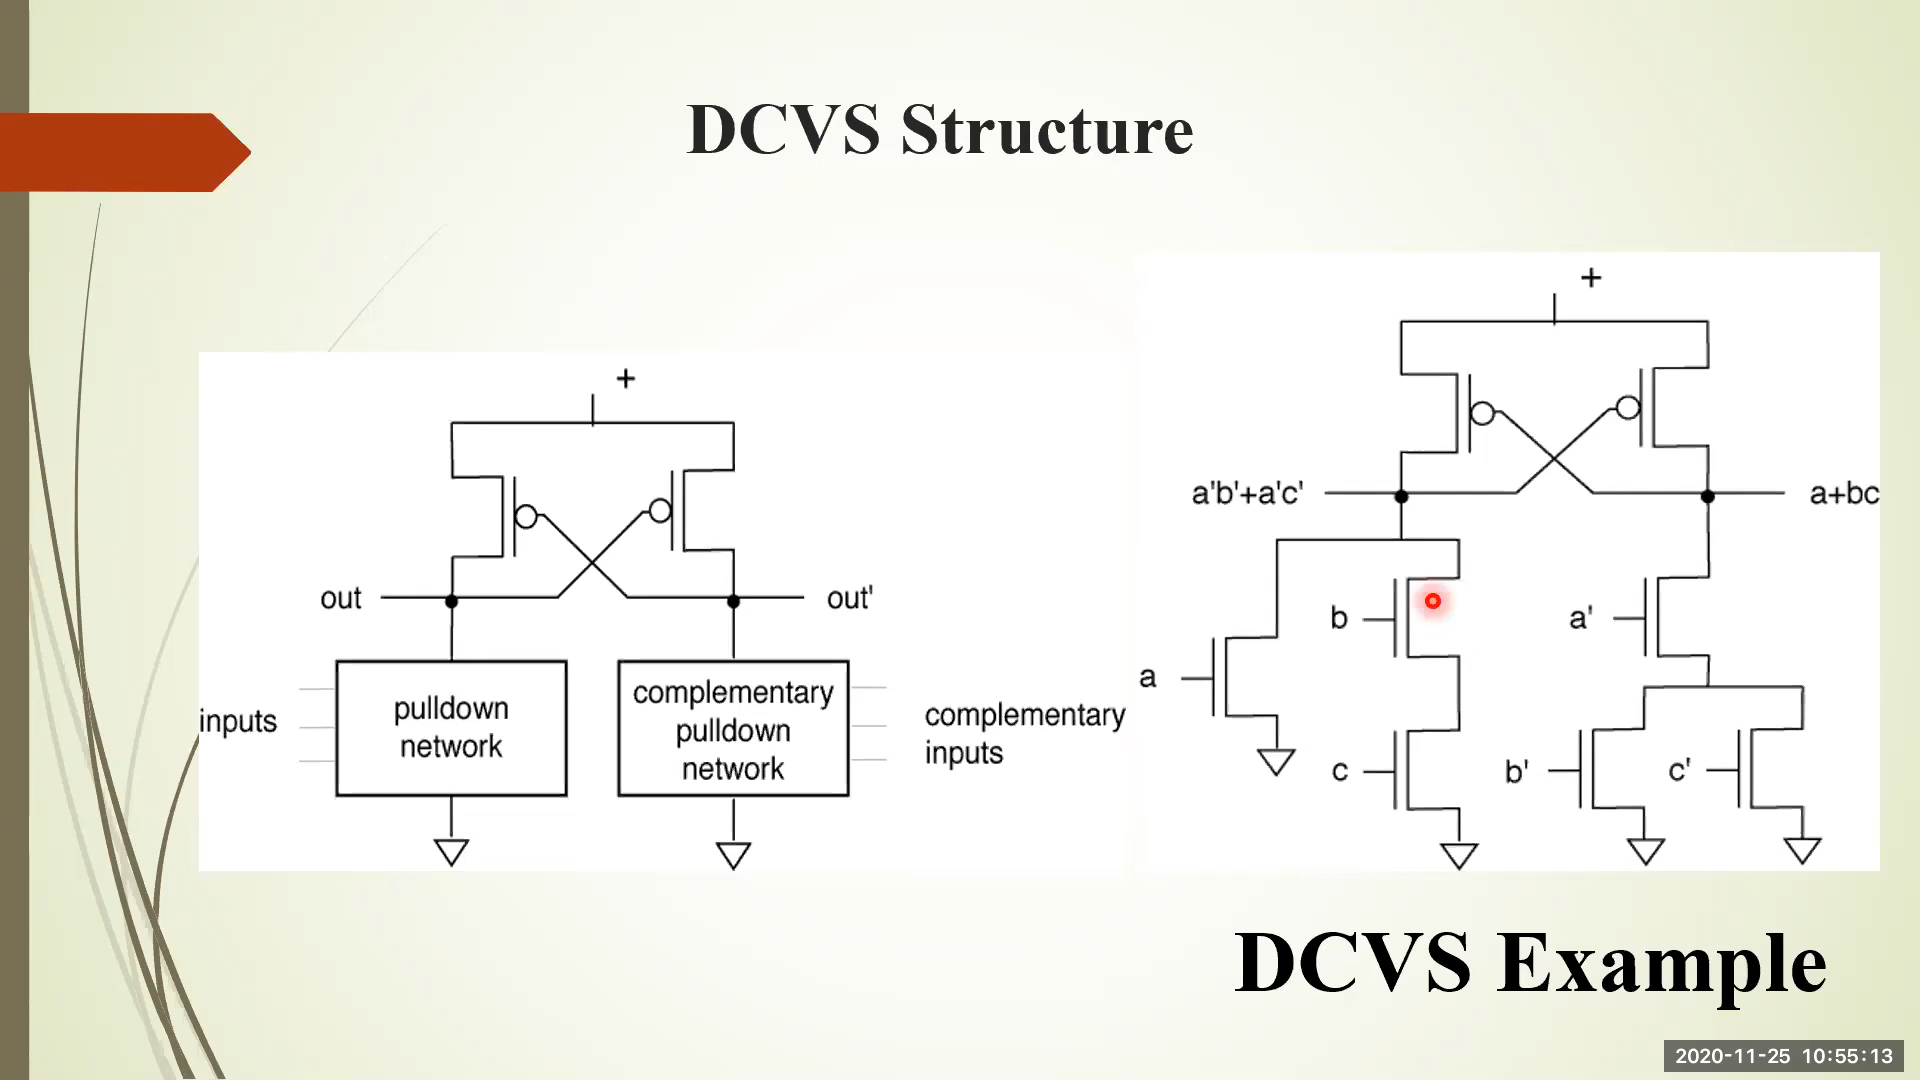 DCVS Structure
+
out
out'
inputs
pulldown
network
complementary
pulldown
network
complementary
inputs
+
a'b'+a'c'
a+bc
b
a'
a
c
b'
c'
DCVS Example
2020-11-25 10:55:13